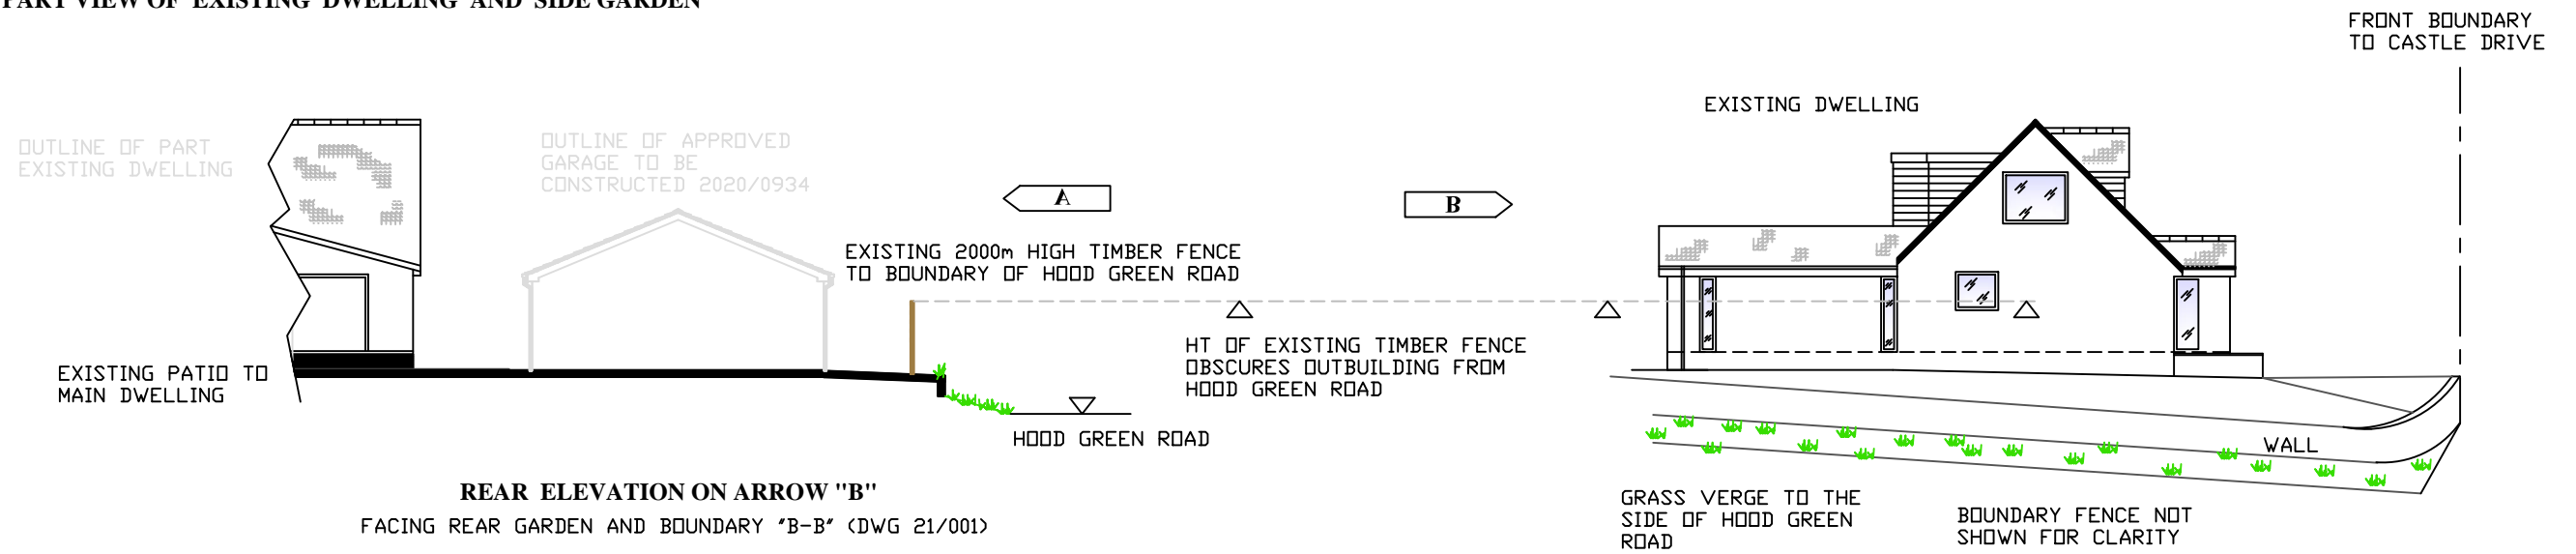 PART VIEW OF EXISTING DWELLING AND SIDE GARDEN
FRONT BOUNDARY
TO CASTLE DRIVE
EXISTING DWELLING
OUTLINE OF PART
EXISTING DWELLING
OUTLINE OF APPROVED
GARAGE TO BE
CONSTRUCTED 2020/0934
A
B
EXISTING 2000m HIGH TIMBER FENCE
TO BOUNDARY OF HOOD GREEN ROAD
HT OF EXISTING TIMBER FENCE
OBSCURES OUTBUILDING FROM
HOOD GREEN ROAD
EXISTING PATIO TO
MAIN DWELLING
HOOD GREEN ROAD
WALL
GRASS VERGE TO THE
SIDE OF HOOD GREEN
ROAD
BOUNDARY FENCE NOT
SHOWN FOR CLARITY
REAR ELEVATION ON ARROW "B"
FACING REAR GARDEN AND BOUNDARY "B-B" (DWG 21/001)